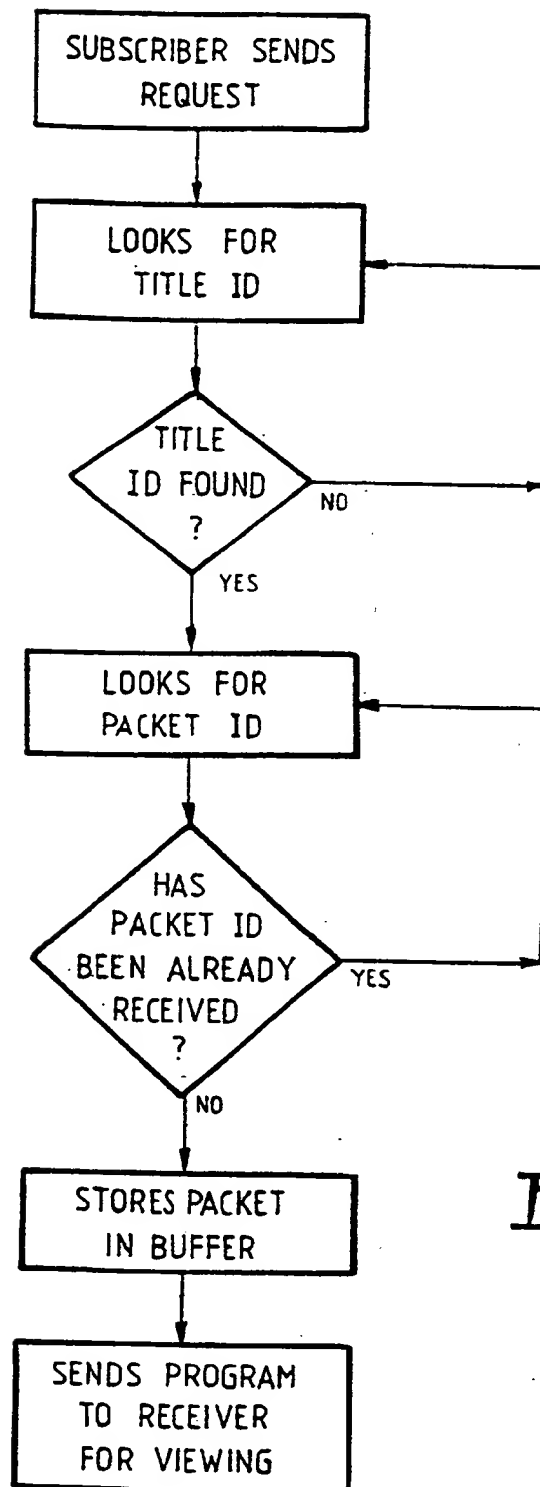 SUBSCRIBER SENDS
REQUEST
LOOKS FOR
TITLE ID
TITLE
ID FOUND
?
NO
YES
LOOKS FOR
PACKET ID
HAS
PACKET ID
BEEN ALREADY
RECEIVED
?
YES
NO
STORES PACKET
IN BUFFER
SENDS PROGRAM
TO RECEIVER
FOR VIEWING